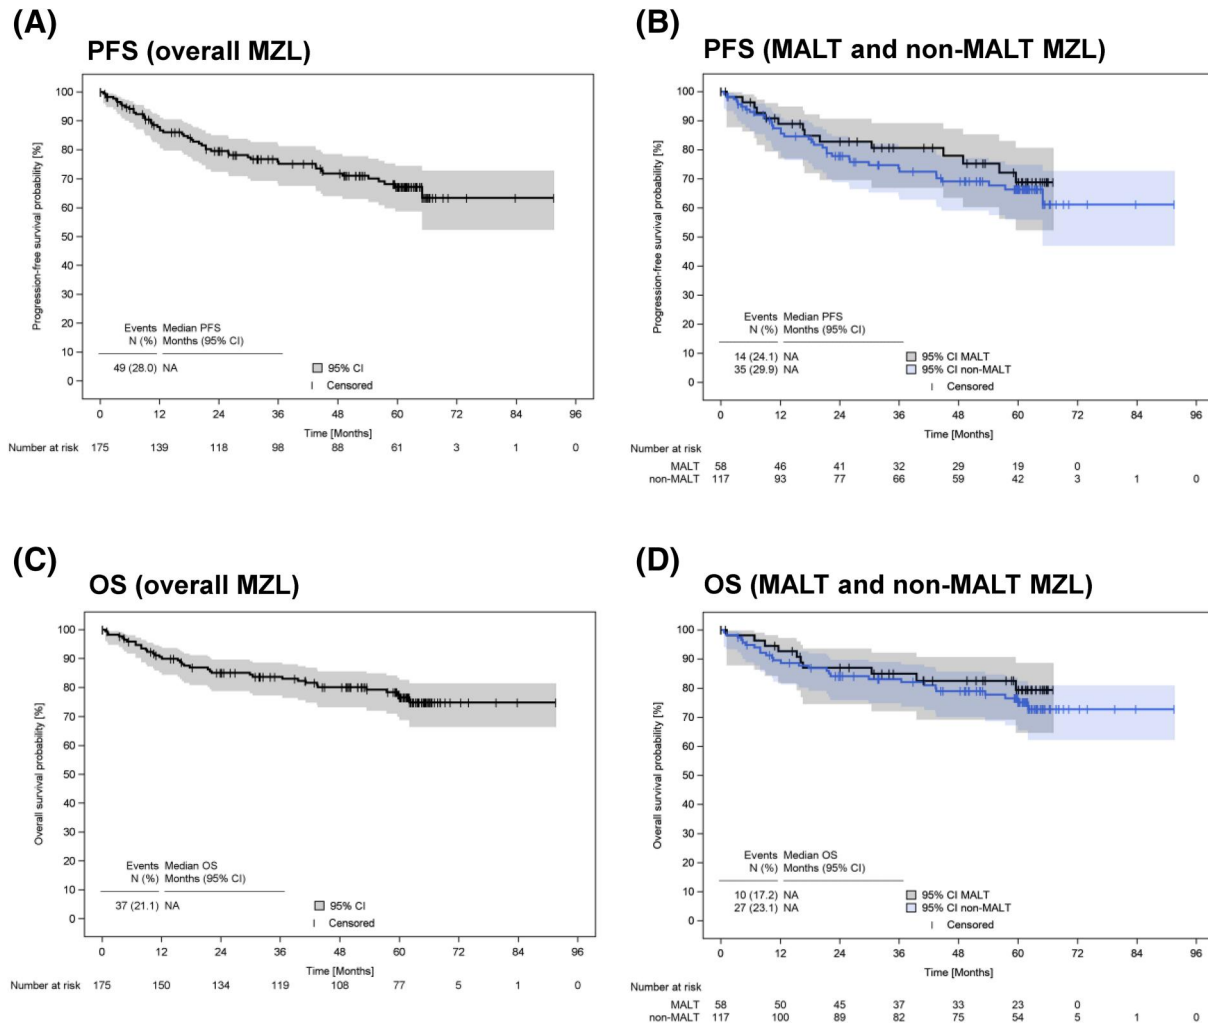 (A)
PFS (overall MZL)
Progression-free survival probability [%]
100
90
80
70
60
50
40
30
20
10
0
Events Median PFS
N (%) Months (95% CI)
49 (28.0) NA
95% CI
Censored
0 12 24 36 48 60 72 84 96
Time [Months]
Number at risk 175 139 118 98 88 61 3 1 0
(B)
PFS (MALT and non-MALT MZL)
Progression-free survival probability [%]
100
90
80
70
60
50
40
30
20
10
0
Events Median PFS
N (%) Months (95% CI)
14 (24.1) NA
35 (29.9) NA
95% CI MALT
95% CI non-MALT
Censored
0 12 24 36 48 60 72 84 96
Time [Months]
Number at risk
MALT 58 46 41 32 29 19 0
non-MALT 117 93 77 66 59 42 3 1 0
(C)
OS (overall MZL)
Overall survival probability [%]
100
90
80
70
60
50
40
30
20
10
0
Events Median OS
N (%) Months (95% CI)
37 (21.1) NA
95% CI
Censored
0 12 24 36 48 60 72 84 96
Time [Months]
Number at risk 175 150 134 119 108 77 5 1 0
(D)
OS (MALT and non-MALT MZL)
Overall survival probability [%]
100
90
80
70
60
50
40
30
20
10
0
Events Median OS
N (%) Months (95% CI)
10 (17.2) NA
27 (23.1) NA
95% CI MALT
95% CI non-MALT
Censored
0 12 24 36 48 60 72 84 96
Time [Months]
Number at risk
MALT 58 50 45 37 33 23 0
non-MALT 117 100 89 82 75 54 5 1 0